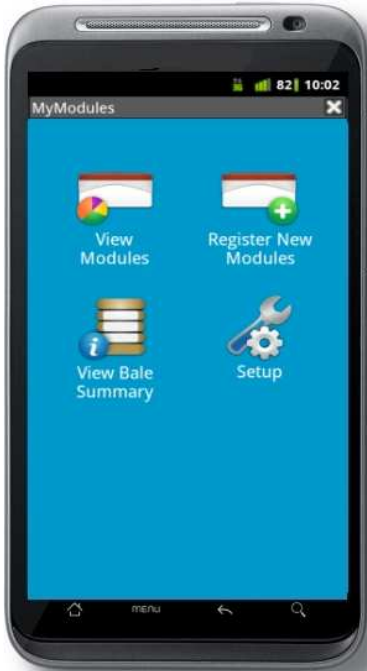 82 10:02
MyModules
View
Modules
Register New
Modules
View Bale
Summary
Setup
menu